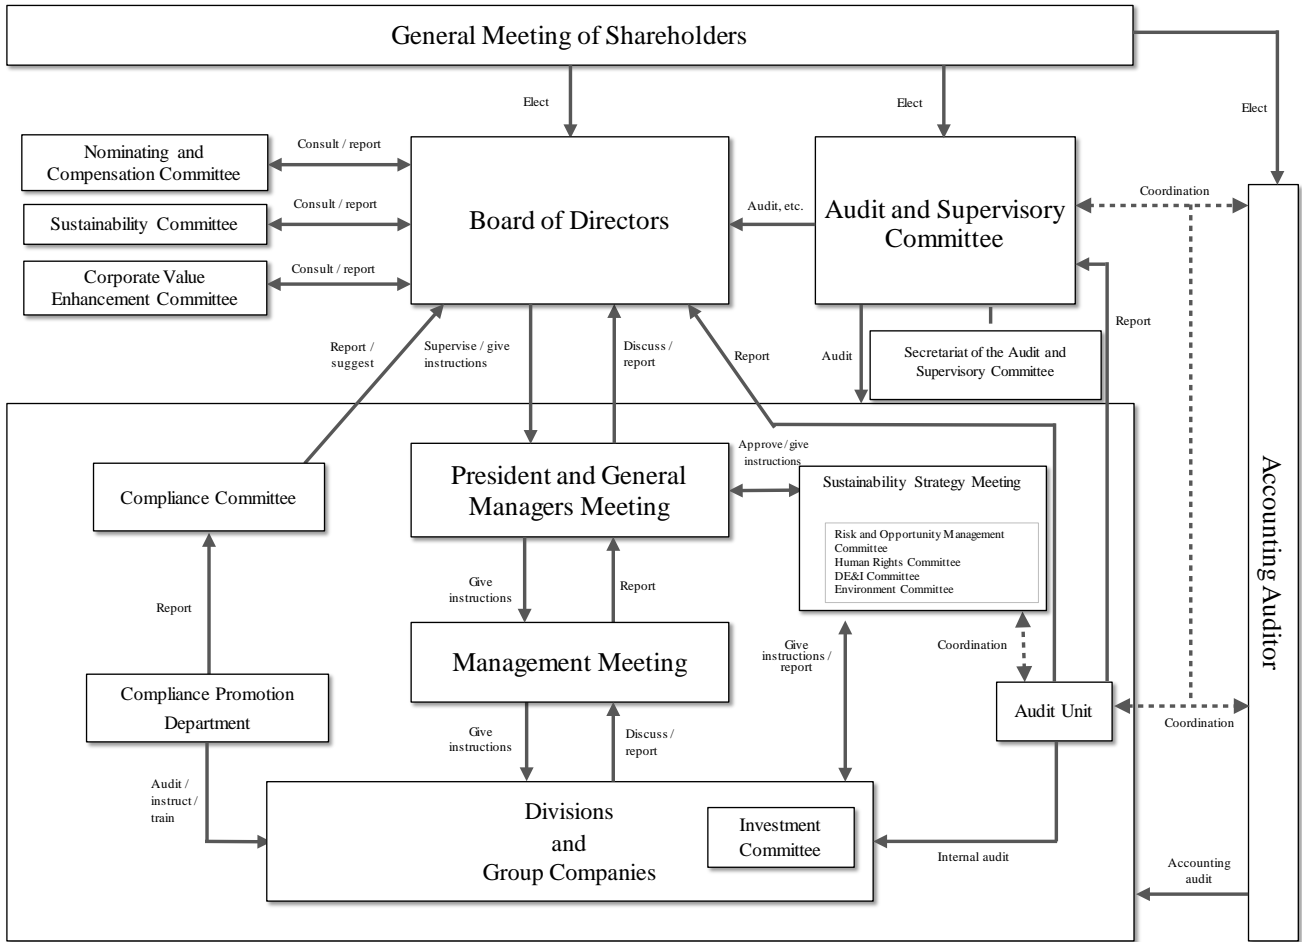 General Meeting of Shareholders
Elect
Elect
Elect
Nominating and
Compensation Committee
Consult / report
Board of Directors
Audit and Supervisory
Committee
Coordination
Sustainability Committee
Consult / report
Audit, etc.
Corporate Value
Enhancement Committee
Consult / report
Report /
suggest
Supervise / give
instructions
Discuss /
report
Report
Audit
Secretariat of the Audit and
Supervisory Committee
Report
Compliance Committee
President and General
Managers Meeting
Approve / give
instructions
Sustainability Strategy Meeting
Risk and Opportunity Management
Committee
Human Rights Committee
DE&I Committee
Environment Committee
Accounting Auditor
Report
Give
instructions
Report
Management Meeting
Give
instructions /
report
Coordination
Compliance Promotion
Department
Audit Unit
Coordination
Give
instructions
Discuss /
report
Audit /
instruct /
train
Divisions
and
Group Companies
Investment
Committee
Internal audit
Accounting
audit